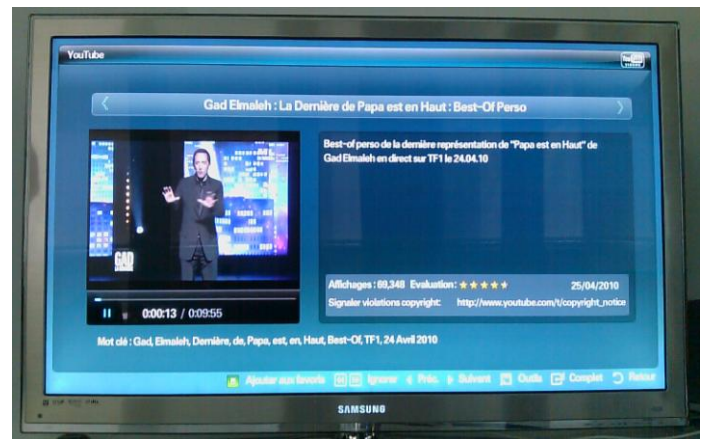 YouTube
You Tube
Gad Elmaleh : La Dernière de Papa est en Haut : Best-Of Perso
Best-of perso de la dernière représentation de "Papa est en Haut" de
Gad Elmaleh en direct sur TF1 le 24.04.10
GAD
Affichages : 69,348 Evaluation :
25/04/2010
Signaler violations copyright: http://www.youtube.com/t/copyright_notice
0:00:13 / 0:09:55
Mot clé : Gad, Elmaleh, Dernière, de, Papa, est, en, Haut, Best-Of, TF1, 24 Avril 2010
Ajouter aux favoris Ignorer Préc. Suivant Outils Complet Retour
SAMSUNG